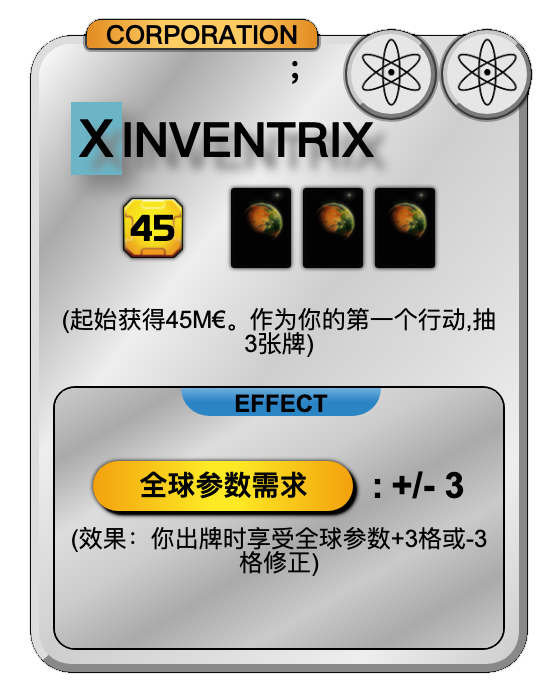 CORPORATION
;
X INVENTRIX
45
(起始获得45M€。作为你的第一个行动,抽
3张牌)
EFFECT
全球参数需求 : +/- 3
(效果：你出牌时享受全球参数+3格或-3
格修正)